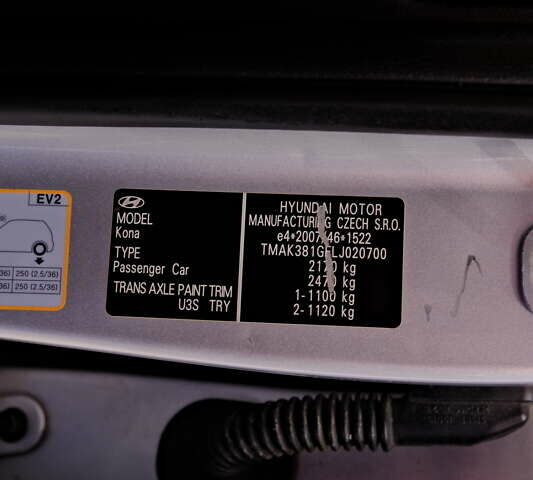 EV2
36) 250 (2.5/36)
36) 250 (2.5/36)
MODEL
Kona
TYPE
Passenger Car
TRANS AXLE PAINT TRIM
U3S TRY
HYUNDAI MOTOR
MANUFACTURING CZECH S.R.O.
e4*2007/46*1522
2170 kg
2470 kg
1- 1100 kg
2- 1120 kg